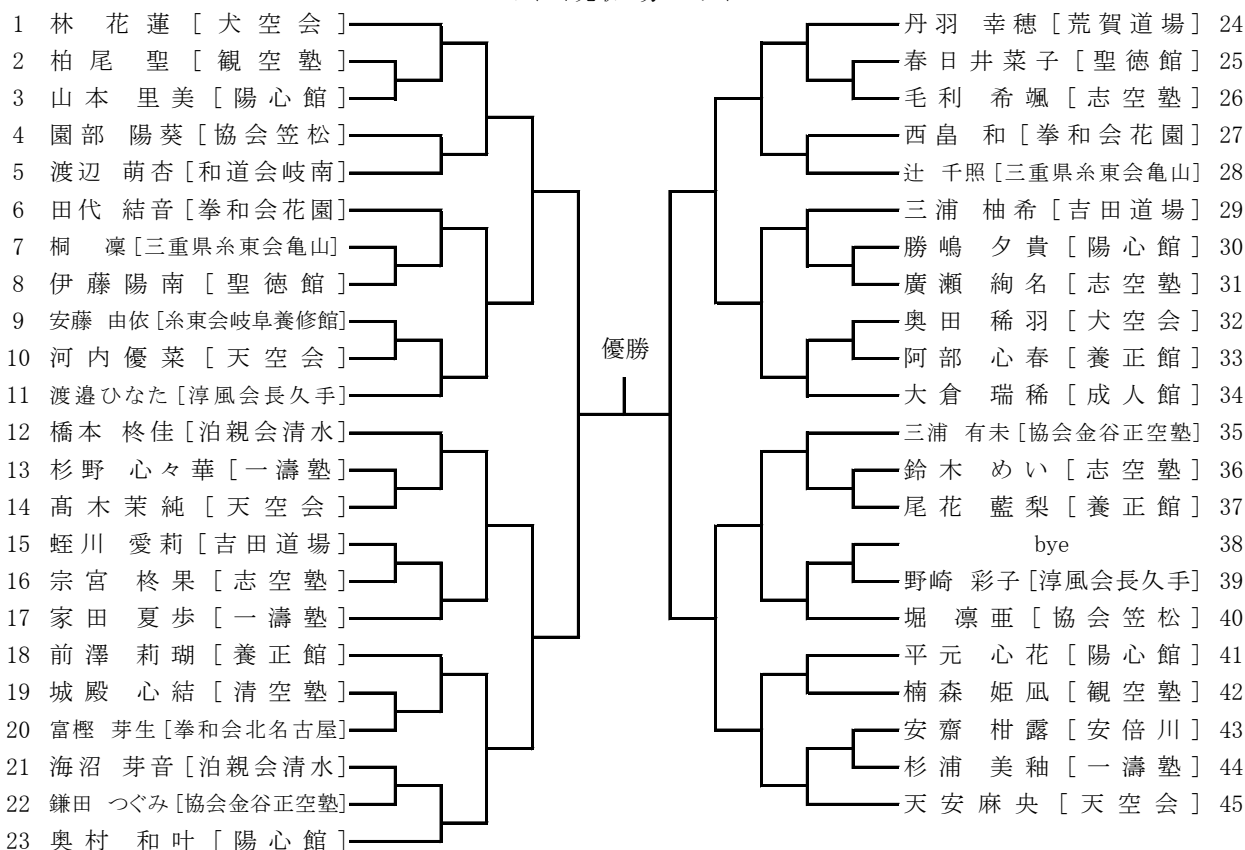 1 林 花蓮 [犬空会]
2 柏尾 聖 [観空塾]
3 山本 里美 [陽心館]
4 園部 陽葵 [協会笠松]
5 渡辺 萌杏 [和道会岐南]
6 田代 結音 [拳和会花園]
7 桐 凜 [三重県糸東会亀山]
8 伊藤陽南 [聖徳館]
9 安藤 由依 [糸東会岐阜養修館]
10 河内優菜 [天空会]
11 渡邉ひなた [淳風会長久手]
12 橋本 柊佳 [泊親会清水]
13 杉野 心々華 [一濤塾]
14 髙木茉純 [天空会]
15 蛭川 愛莉 [吉田道場]
16 宗宮 柊果 [志空塾]
17 家田 夏歩 [一濤塾]
18 前澤 莉瑚 [養正館]
19 城殿 心結 [清空塾]
20 富樫 芽生 [拳和会北名古屋]
21 海沼 芽音 [泊親会清水]
22 鎌田 つぐみ [協会金谷正空塾]
23 奥村 和叶 [陽心館]
優勝
丹羽 幸穂 [荒賀道場] 24
春日井菜子 [聖徳館] 25
毛利 希颯 [志空塾] 26
西畠 和 [拳和会花園] 27
辻 千照 [三重県糸東会亀山] 28
三浦 柚希 [吉田道場] 29
勝嶋 夕貴 [陽心館] 30
廣瀬 絢名 [志空塾] 31
奥田 稀羽 [犬空会] 32
阿部 心春 [養正館] 33
大倉 瑞稀 [成人館] 34
三浦 有未 [協会金谷正空塾] 35
鈴木 めい [志空塾] 36
尾花 藍梨 [養正館] 37
bye 38
野崎 彩子 [淳風会長久手] 39
堀 凛亜 [協会笠松] 40
平元 心花 [陽心館] 41
楠森 姫凪 [観空塾] 42
安齋 柑露 [安倍川] 43
杉浦 美釉 [一濤塾] 44
天安麻央 [天空会] 45